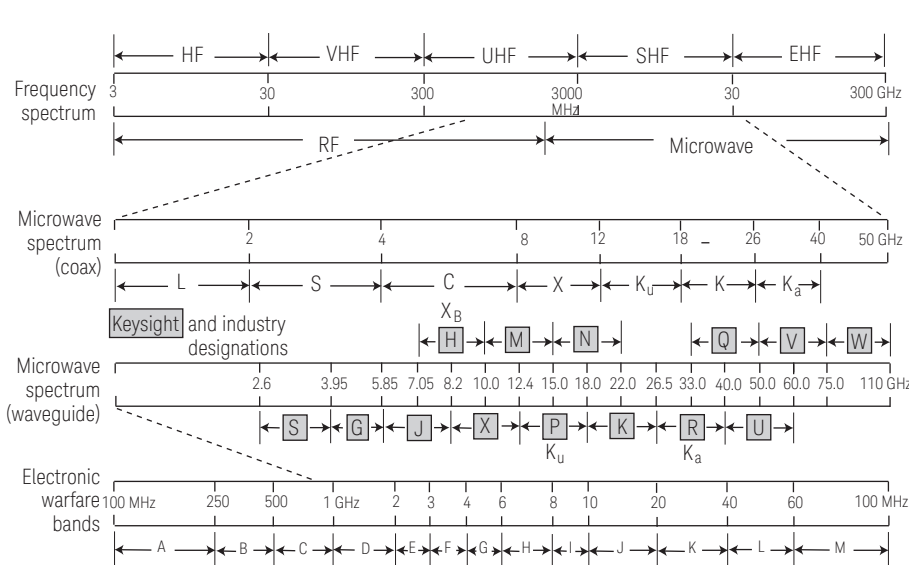 HF VHF UHF SHF EHF
Frequency
spectrum
3 30 300 3000
MHz
30 300 GHz
RF Microwave
Microwave
spectrum
(coax)
2 4 8 12 18 – 26 40 50 GHz
L S C X Ku K Ka
Keysight and industry
designations
XB
H M N Q V W
Microwave
spectrum
(waveguide)
2.6 3.95 5.85 7.05 8.2 10.0 12.4 15.0 18.0 22.0 26.5 33.0 40.0 50.0 60.0 75.0 110 GHz
S G J X P K R U
Ku Ka
Electronic
warfare
bands
100 MHz 250 500 1 GHz 2 3 4 6 8 10 20 40 60 100 MHz
A B C D E F G H I J K L M